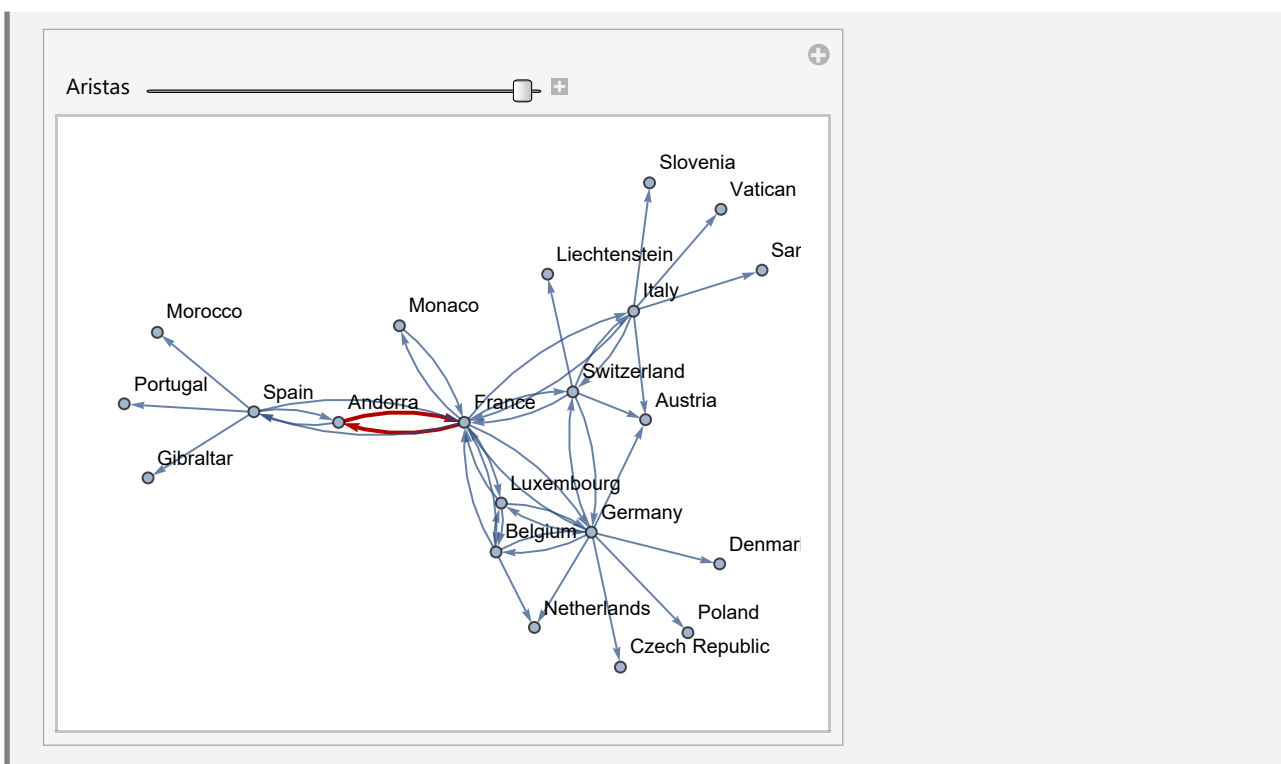 Aristas
Slovenia
Vatican
Liechtenstein
Italy
Morocco
Monaco
Switzerland
Portugal
Spain
Andorra
France
Austria
Gibraltar
Luxembourg
Germany
Belgium
Netherlands
Poland
Czech Republic